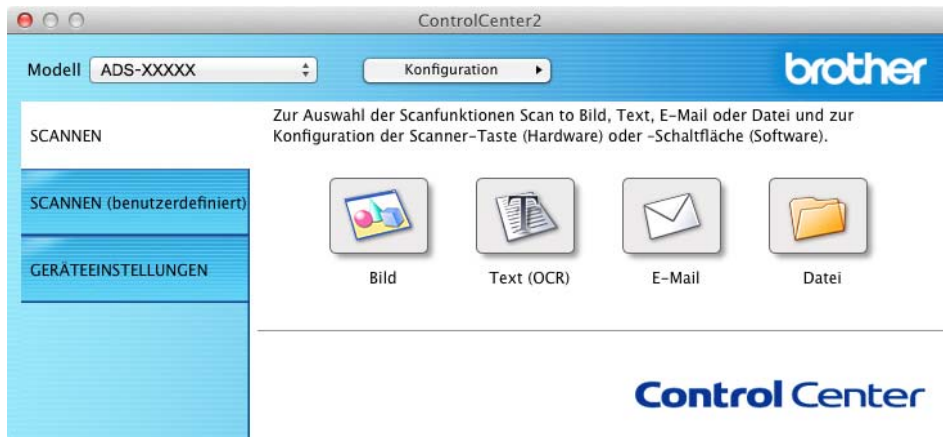 ControlCenter2
Modell ADS-XXXXX Konfiguration brother
SCANNEN
SCANNEN (benutzerdefiniert)
GERÄTEEINSTELLUNGEN
Zur Auswahl der Scanfunktionen Scan to Bild, Text, E-Mail oder Datei und zur
Konfiguration der Scanner-Taste (Hardware) oder -Schaltfläche (Software).
Bild Text (OCR) E-Mail Datei
Control Center